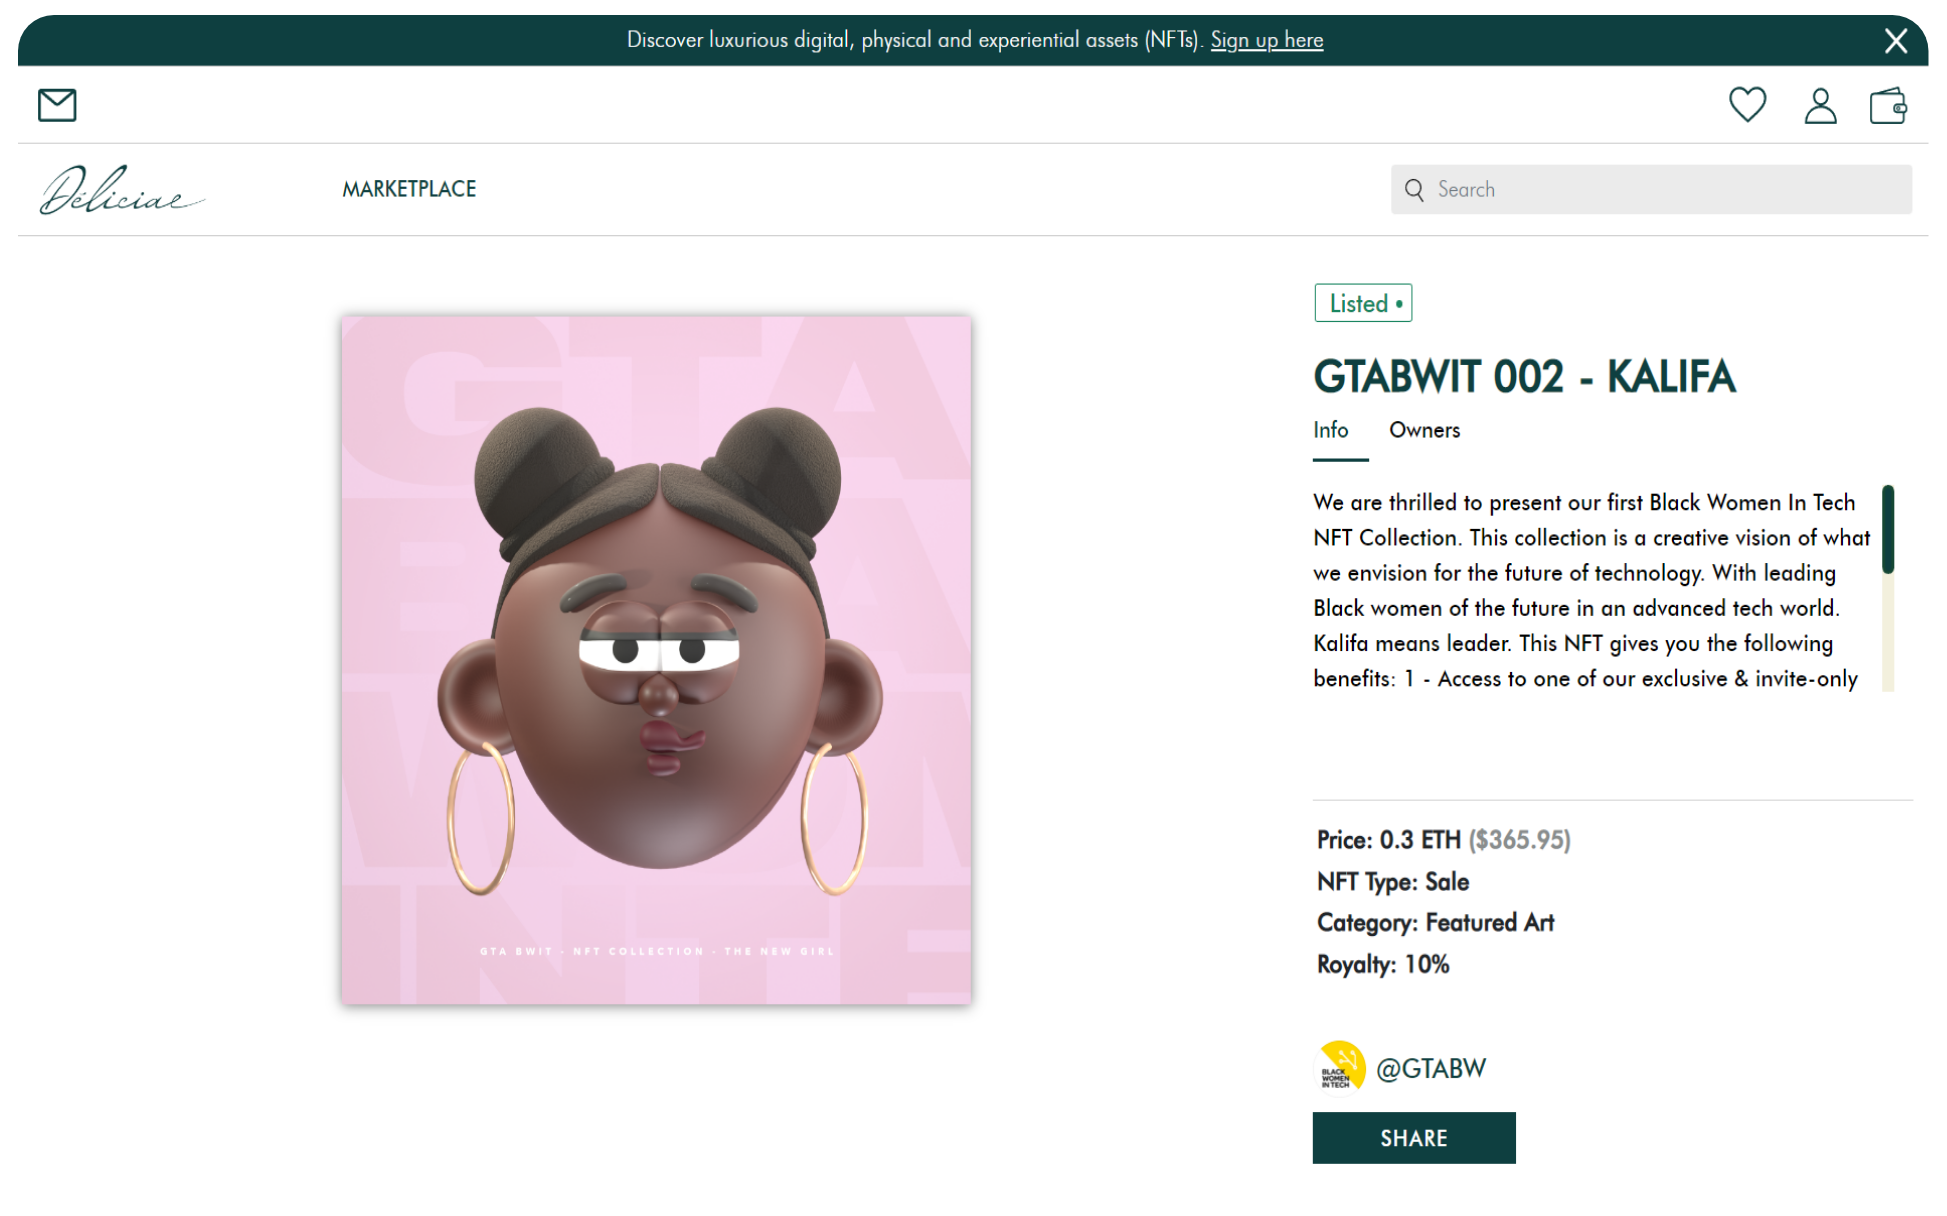 Discover luxurious digital, physical and experiential assets (NFTs). Sign up here
Déliciae
MARKETPLACE
Search
Listed •
GTABWIT 002 - KALIFA
Info
Owners
We are thrilled to present our first Black Women In Tech
NFT Collection. This collection is a creative vision of what
we envision for the future of technology. With leading
Black women of the future in an advanced tech world.
Kalifa means leader. This NFT gives you the following
benefits: 1 - Access to one of our exclusive & invite-only
GTA
WOM
INTE
GTA BWIT - NFT COLLECTION - THE NEW GIRL
Price: 0.3 ETH ($365.95)
NFT Type: Sale
Category: Featured Art
Royalty: 10%
BLACK
WOMEN
IN TECH
@GTABW
SHARE